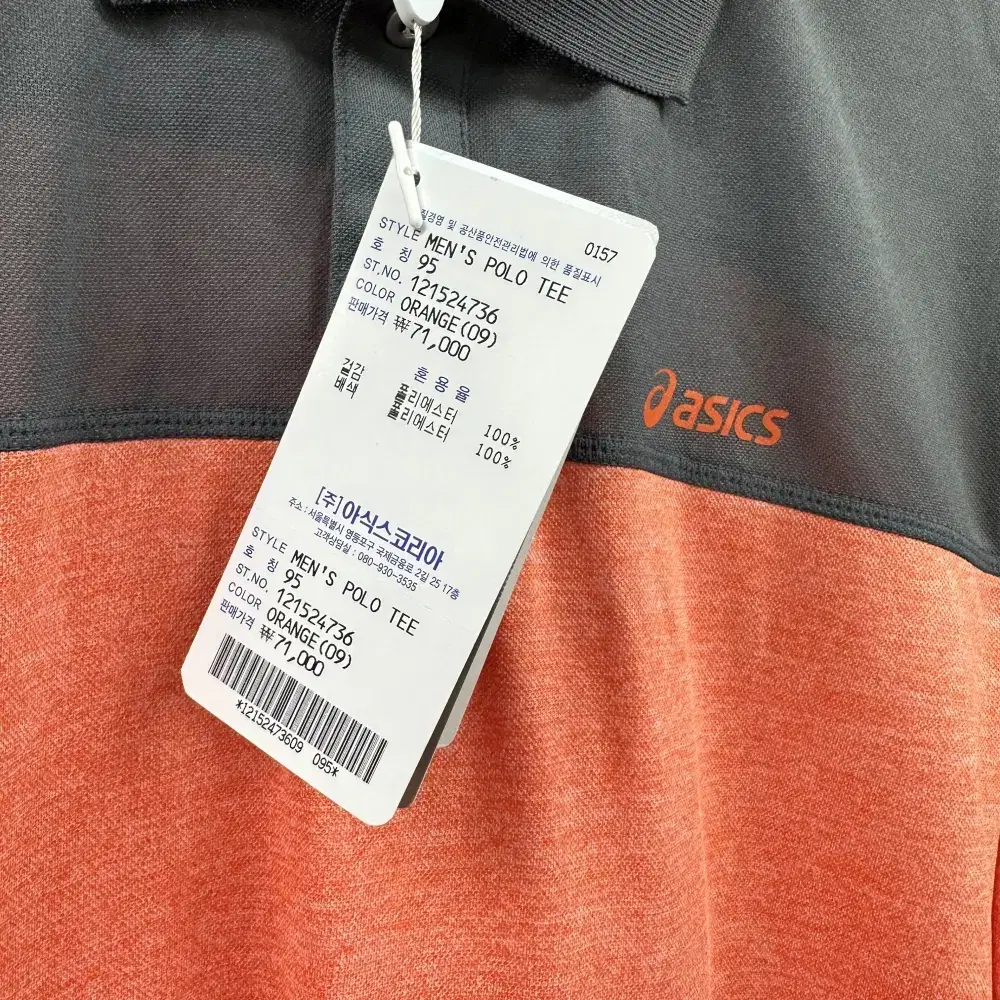 질경영 및 공산품안전관리법에 의한 품질표시
0157
STYLE MEN'S POLO TEE
호 칭 95
ST.NO. 121524736
COLOR ORANGE(09)
판매가격 ₩71,000
혼 용 율
겉감 폴리에스터 100%
배색 폴리에스터 100%
[주]아식스코리아
주소 : 서울특별시 영등포구 국제금융로 2길 25 17층
고객상담실 : 080-930-3535
STYLE MEN'S POLO TEE
호 칭 95
ST.NO. 121524736
COLOR ORANGE(09)
판매가격 ₩71,000
*12152473609 095*
asics